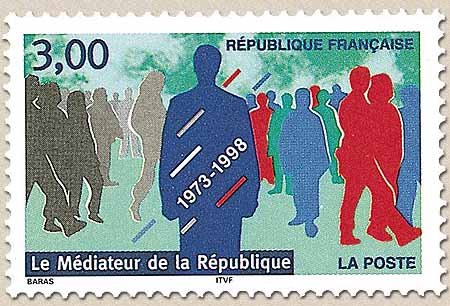 3,00
RÉPUBLIQUE FRANÇAISE
1973-1998
Le Médiateur de la République
LA POSTE
BARAS
ITVF